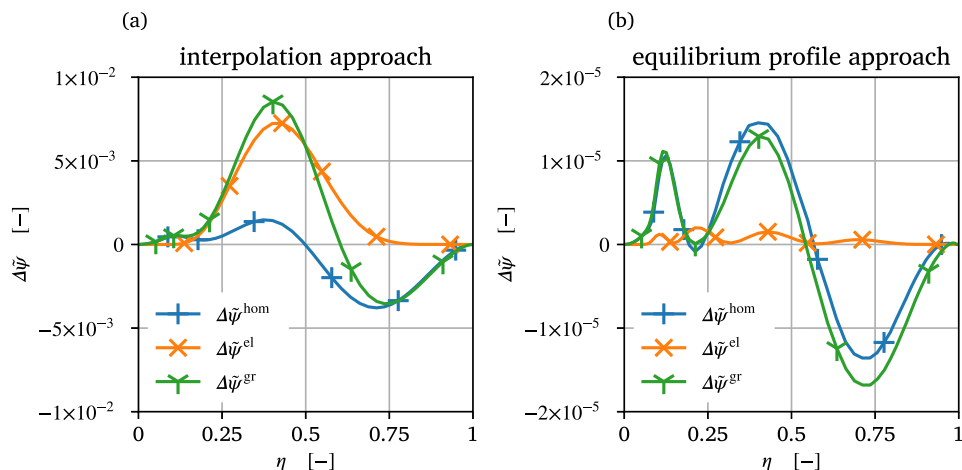 (a)
interpolation approach
1×10⁻²
5×10⁻³
0
−5×10⁻³
−1×10⁻²
Δψ̃ [−]
Δψ̃ʰᵒᵐ
Δψ̃ᵉˡ
Δψ̃ᵍʳ
0 0.25 0.5 0.75 1
η [−]
(b)
equilibrium profile approach
2×10⁻⁵
1×10⁻⁵
0
−1×10⁻⁵
−2×10⁻⁵
Δψ̃ [−]
Δψ̃ʰᵒᵐ
Δψ̃ᵉˡ
Δψ̃ᵍʳ
0 0.25 0.5 0.75 1
η [−]